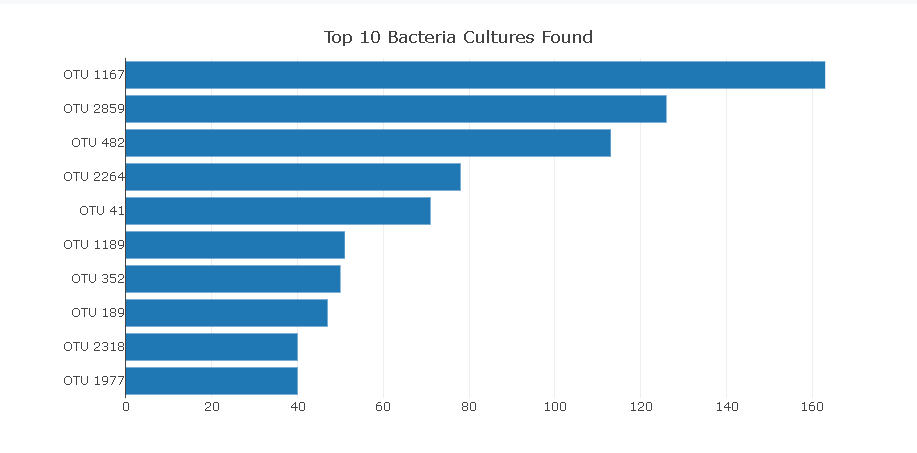 Top 10 Bacteria Cultures Found
OTU 1167
OTU 2859
OTU 482
OTU 2264
OTU 41
OTU 1189
OTU 352
OTU 189
OTU 2318
OTU 1977
0 20 40 60 80 100 120 140 160